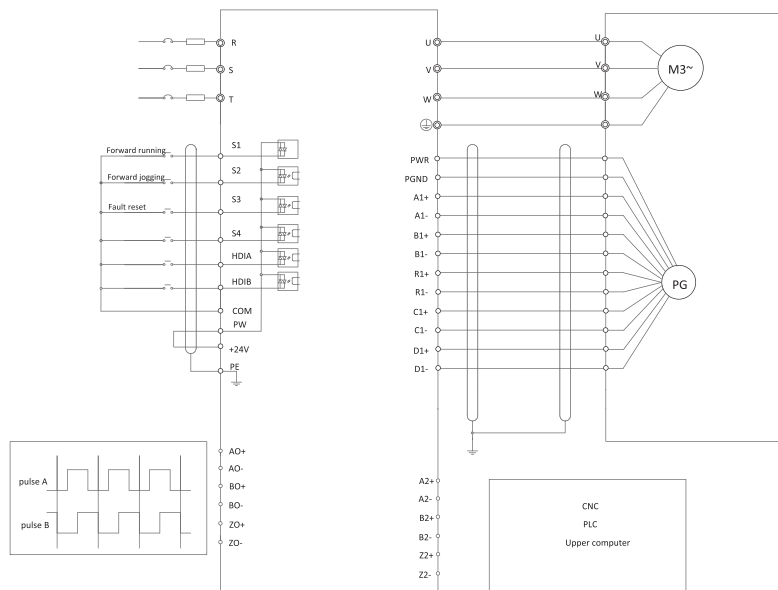 R
S
T
U
V
W
U
V
W
M3~
Forward running
Forward jogging
Fault reset
S1
S2
S3
S4
HDIA
HDIB
COM
PW
+24V
PE
PWR
PGND
A1+
A1-
B1+
B1-
R1+
R1-
C1+
C1-
D1+
D1-
PG
pulse A
pulse B
AO+
AO-
BO+
BO-
ZO+
ZO-
A2+
A2-
B2+
B2-
Z2+
Z2-
CNC
PLC
Upper computer